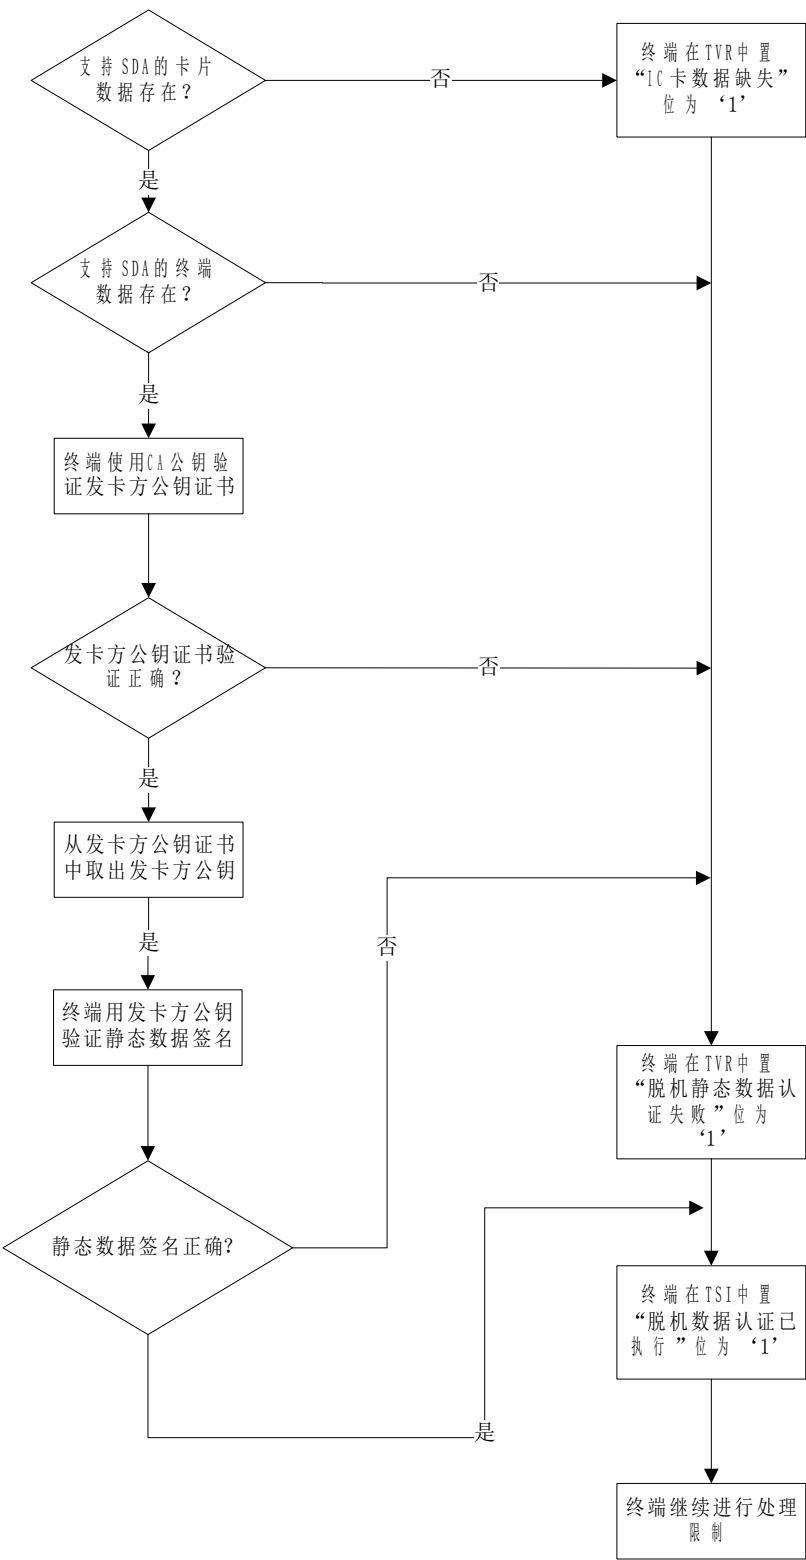 支持SDA的卡片
数据存在？
否
终端在TVR中置
“IC卡数据缺失”
位为‘1’
是
支持SDA的终端
数据存在？
否
是
终端使用CA公钥验
证发卡方公钥证书
发卡方公钥证书验
证正确？
否
是
从发卡方公钥证书
中取出发卡方公钥
是
否
终端用发卡方公钥
验证静态数据签名
终端在TVR中置
“脱机静态数据认
证失败”位为
‘1’
静态数据签名正确？
终端在TSI中置
“脱机数据认证已
执行”位为‘1’
是
终端继续进行处理
限制